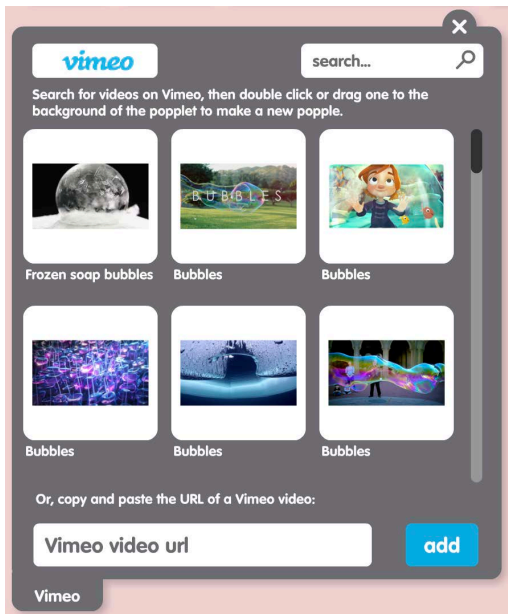 vimeo
search...
Search for videos on Vimeo, then double click or drag one to the
background of the popplet to make a new popple.
BUBBLES
Frozen soap bubbles
Bubbles
Bubbles
Bubbles
Bubbles
Bubbles
Or, copy and paste the URL of a Vimeo video:
Vimeo video url
add
Vimeo